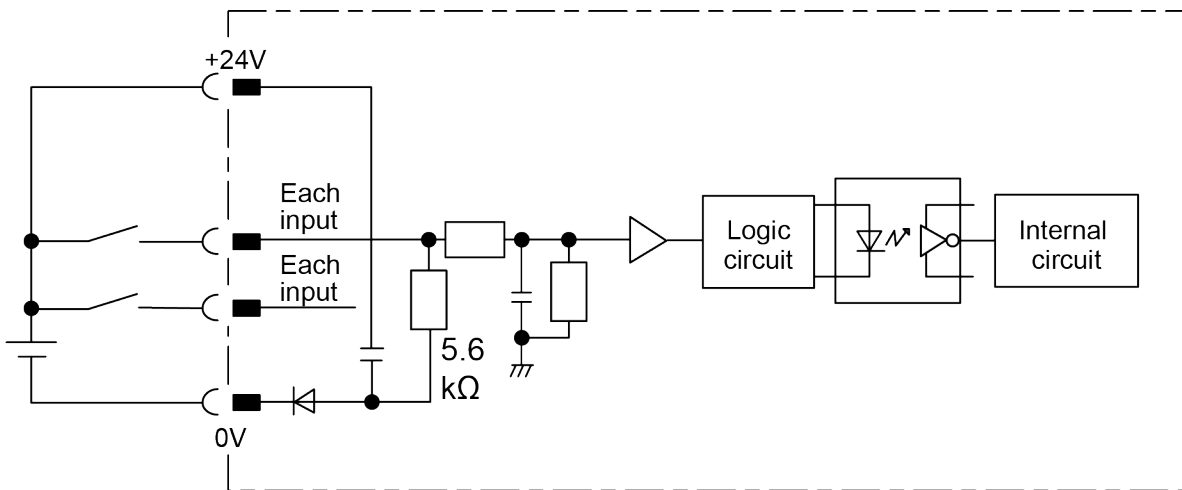 +24V
Each
input
Each
input
5.6
kΩ
0V
Logic
circuit
Internal
circuit